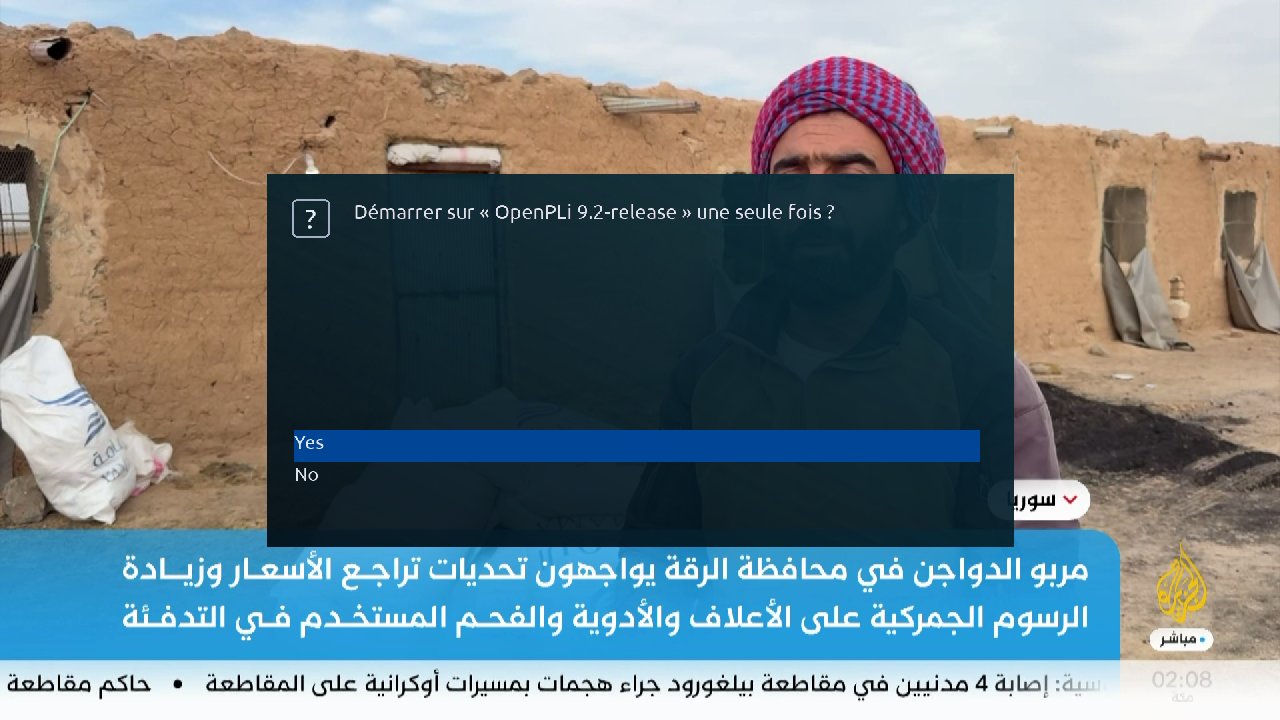 ?
Démarrer sur « OpenPLi 9.2-release » une seule fois ?
Yes
No
سوريا
مربو الدواجن في محافظة الرقة يواجهون تحديات تراجع الأسعار وزيادة
الرسوم الجمركية على الأعلاف والأدوية والفحم المستخدم في التدفئة
الجزيرة
مباشر
إصابة 4 مدنيين في مقاطعة بيلغورود جراء هجمات بمسيرات أوكرانية على المقاطعة • حاكم مقاطعة
02:08
مكة